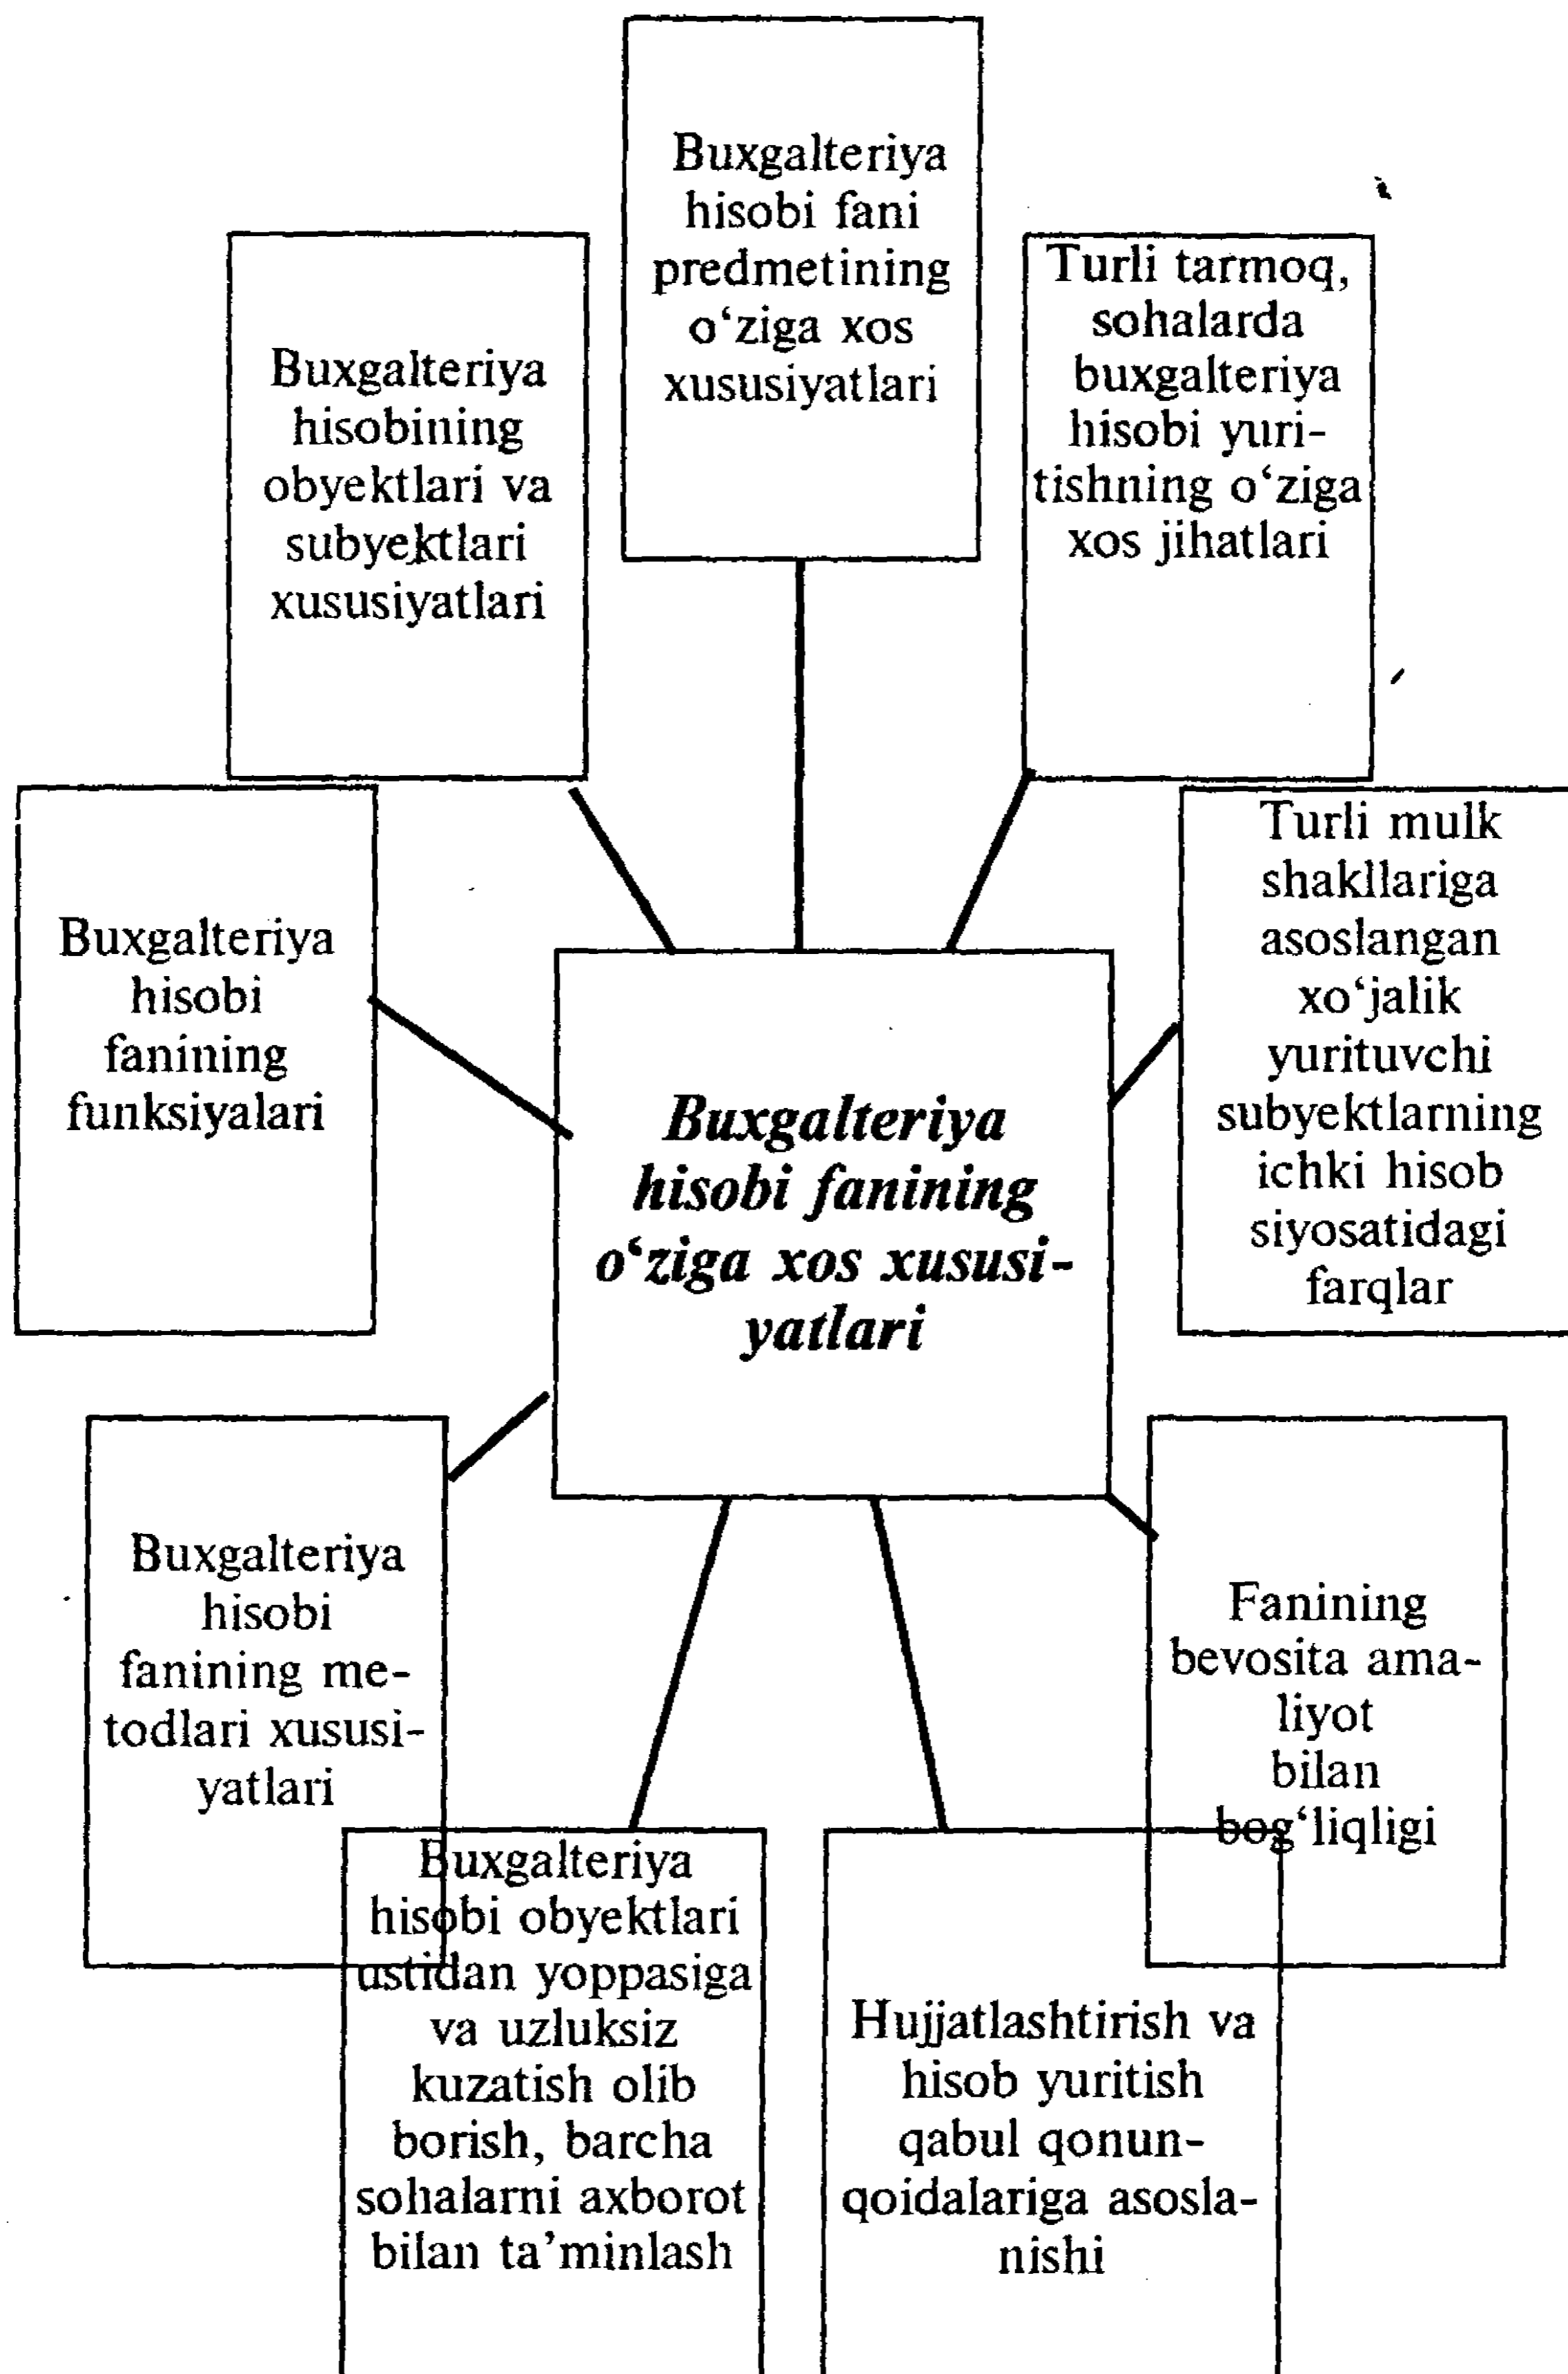 Buxgalteriya
hisobi fani
predmetining
o‘ziga xos
xususiyatlari
Buxgalteriya
hisobining
obyektlari va
subyektlari
xususiyatlari
Turli tarmoq,
sohalarda
buxgalteriya
hisobi yuri-
tishning o‘ziga
xos jihatlari
Buxgalteriya
hisobi
fanining
funksiyalari
Buxgalteriya
hisobi fanining
o‘ziga xos xususi-
yatlari
Turli mulk
shakllariga
asoslangan
xo‘jalik
yurituvchi
subyektlarning
ichki hisob
siyosatidagi
farqlar
Buxgalteriya
hisobi
fanining me-
todlari xususi-
yatlari
Fanining
bevosita ama-
liyot
bilan
bog‘liqligi
Buxgalteriya
hisobi obyektlari
ustidan yoppasiga
va uzluksiz
kuzatish olib
borish, barcha
sohalarni axborot
bilan ta’minlash
Hujjatlashtirish va
hisob yuritish
qabul qonun-
qoidalariga asosla-
nishi